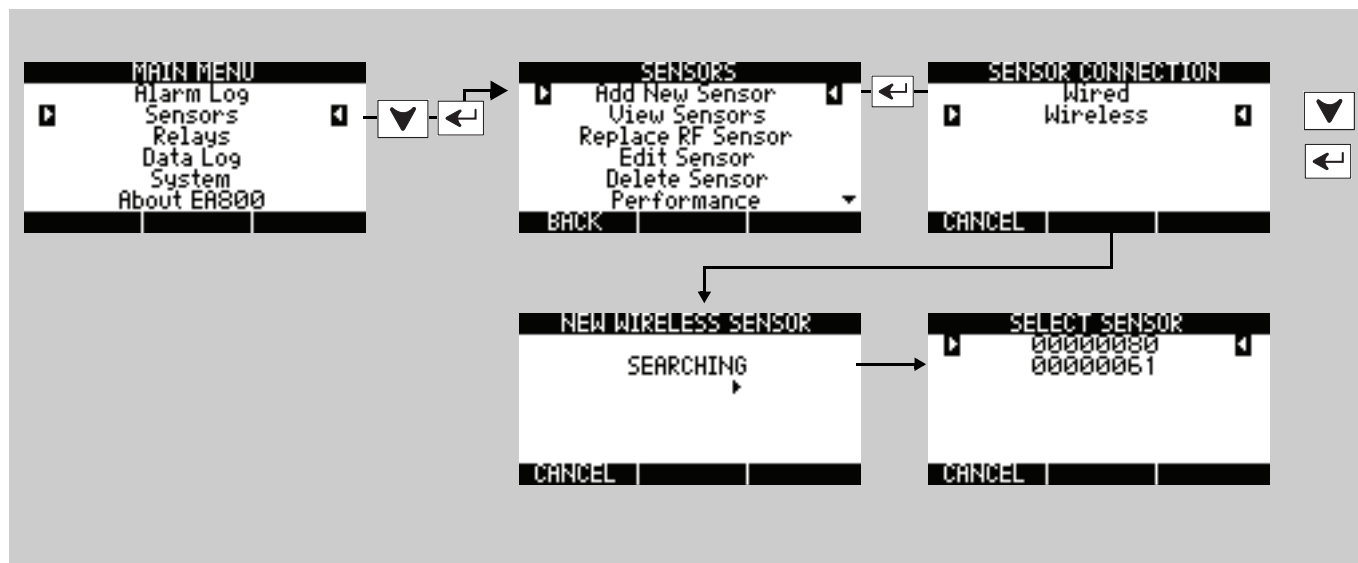 MAIN MENU
Alarm Log
Sensors
Relays
Data Log
System
About EA800
SENSORS
Add New Sensor
View Sensors
Replace RF Sensor
Edit Sensor
Delete Sensor
Performance
BACK
SENSOR CONNECTION
Wired
Wireless
CANCEL
NEW WIRELESS SENSOR
SEARCHING
CANCEL
SELECT SENSOR
00000080
00000061
CANCEL